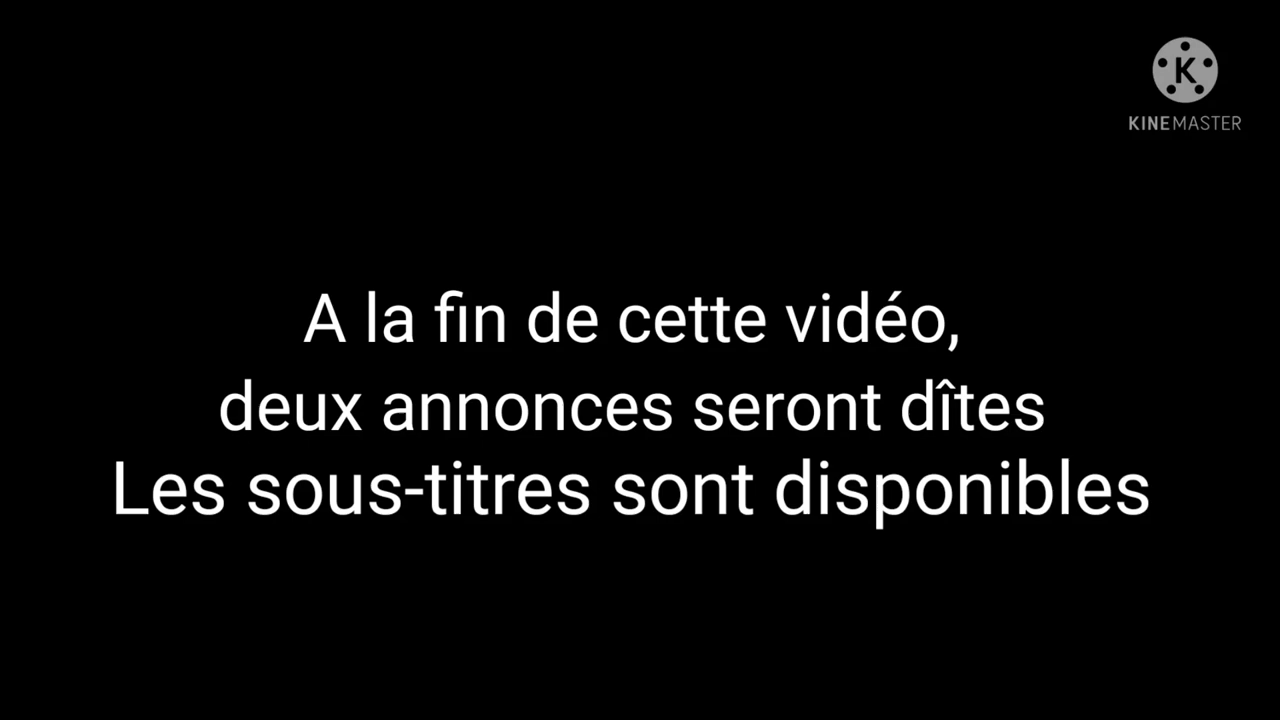 K
KINEMASTER
A la fin de cette vidéo,
deux annonces seront dîtes
Les sous-titres sont disponibles